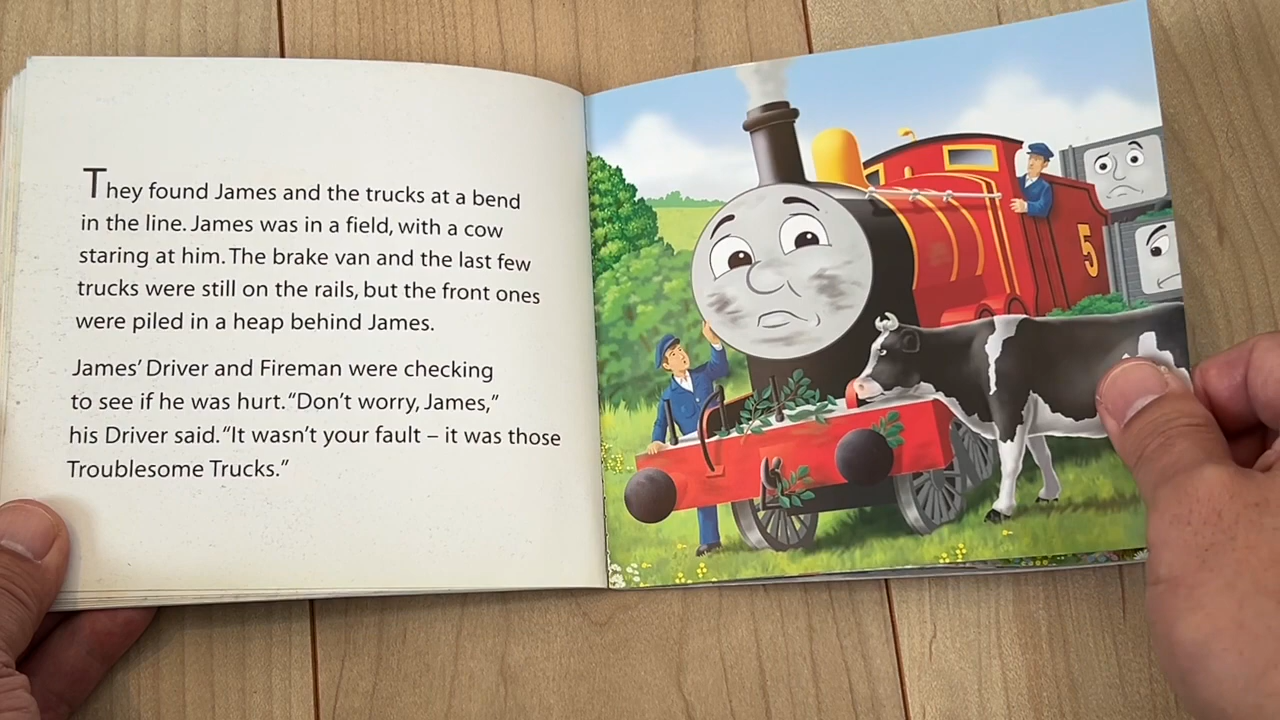 They found James and the trucks at a bend
in the line. James was in a field, with a cow
staring at him. The brake van and the last few
trucks were still on the rails, but the front ones
were piled in a heap behind James.
James’ Driver and Fireman were checking
to see if he was hurt. “Don’t worry, James,”
his Driver said. “It wasn’t your fault – it was those
Troublesome Trucks.”
5